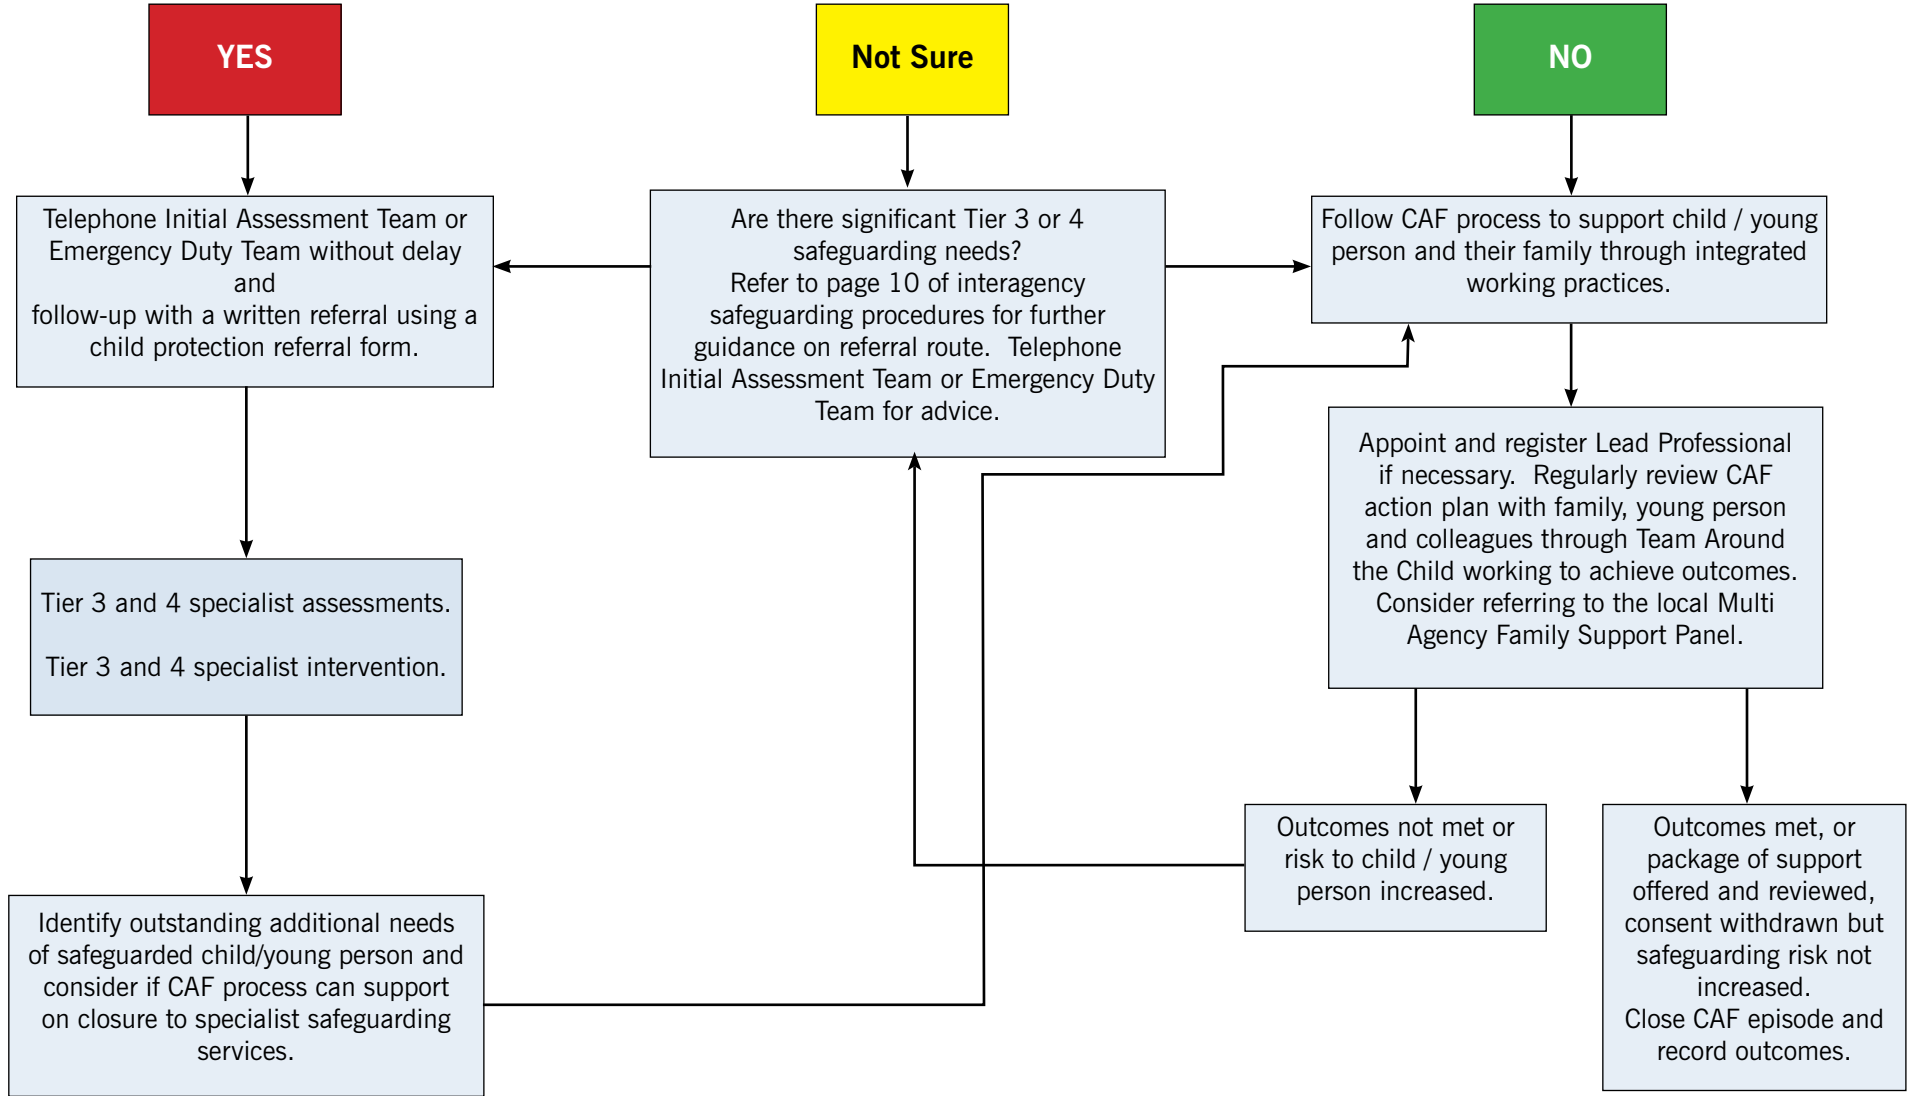 YES
Not Sure
NO
Telephone Initial Assessment Team or
Emergency Duty Team without delay
and
follow-up with a written referral using a
child protection referral form.
Are there significant Tier 3 or 4
safeguarding needs?
Refer to page 10 of interagency
safeguarding procedures for further
guidance on referral route.  Telephone
Initial Assessment Team or Emergency Duty
Team for advice.
Follow CAF process to support child / young
person and their family through integrated
working practices.
Appoint and register Lead Professional
if necessary.  Regularly review CAF
action plan with family, young person
and colleagues through Team Around
the Child working to achieve outcomes.
Consider referring to the local Multi
Agency Family Support Panel.
Tier 3 and 4 specialist assessments.
Tier 3 and 4 specialist intervention.
Outcomes not met or
risk to child / young
person increased.
Outcomes met, or
package of support
offered and reviewed,
consent withdrawn but
safeguarding risk not
increased.
Close CAF episode and
record outcomes.
Identify outstanding additional needs
of safeguarded child/young person and
consider if CAF process can support
on closure to specialist safeguarding
services.